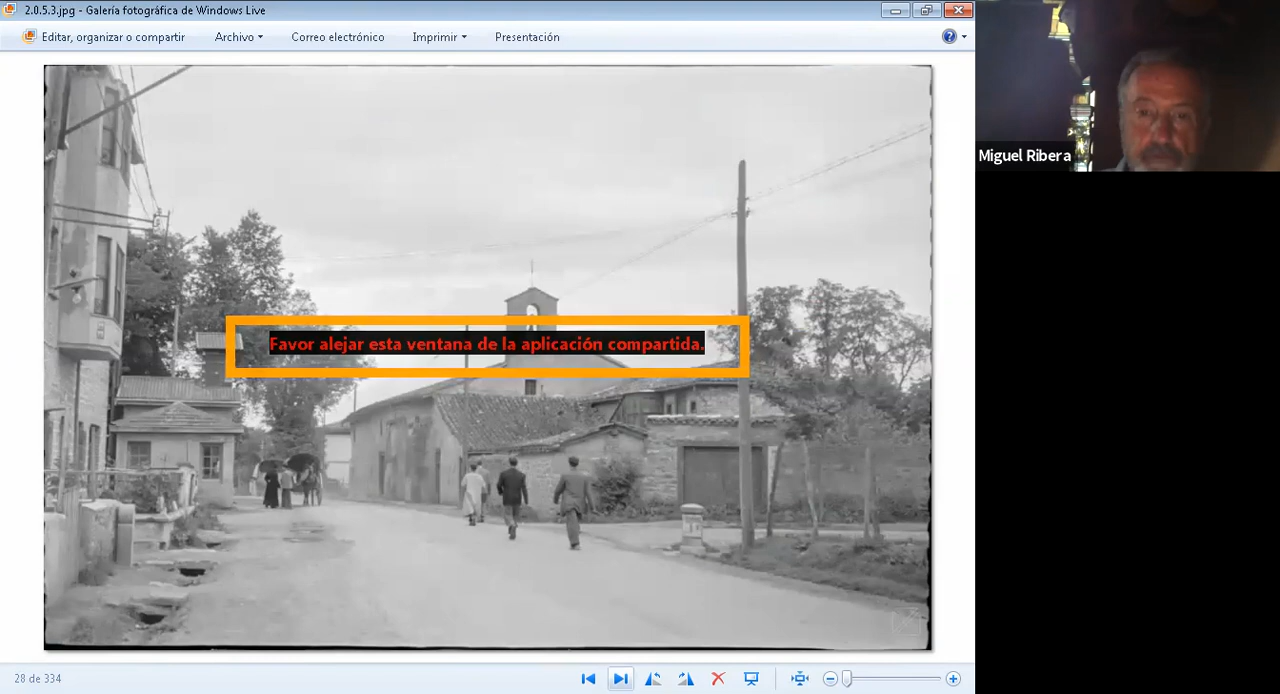 2.0.5.3.jpg - Galería fotográfica de Windows Live
Editar, organizar o compartir Archivo Correo electrónico Imprimir Presentación
Miguel Ribera
Favor alejar esta ventana de la aplicación compartida.
28 de 334